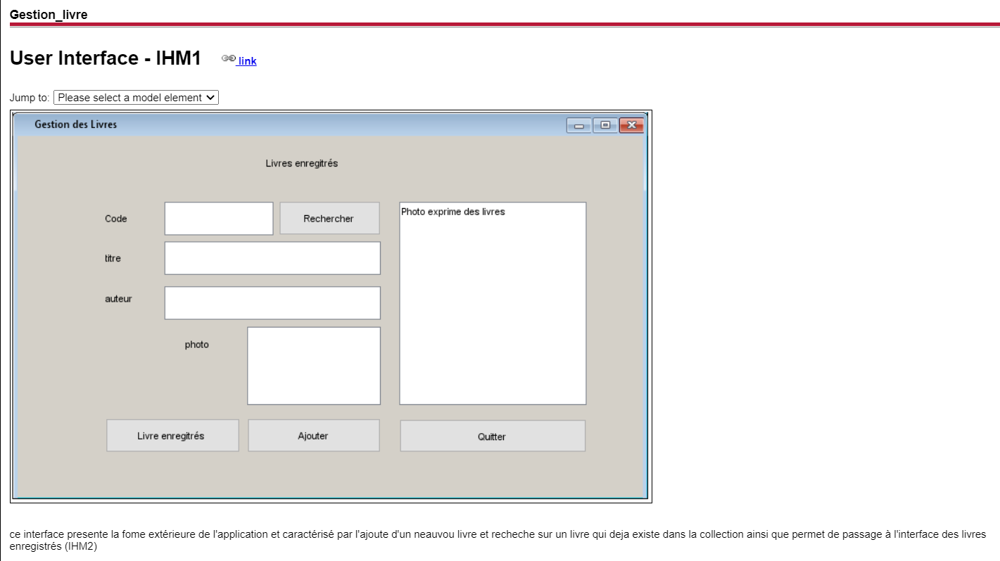 Gestion_livre
User Interface - IHM1 link
Jump to: Please select a model element
Gestion des Livres
Livres enregitrés
Code
Rechercher
Photo exprime des livres
titre
auteur
photo
Livre enregitrés
Ajouter
Quitter
ce interface presente la fome extérieure de l'application et caractérisé par l'ajoute d'un neauvou livre et recheche sur un livre qui deja existe dans la collection ainsi que permet de passage à l'interface des livres
enregistrés (IHM2)